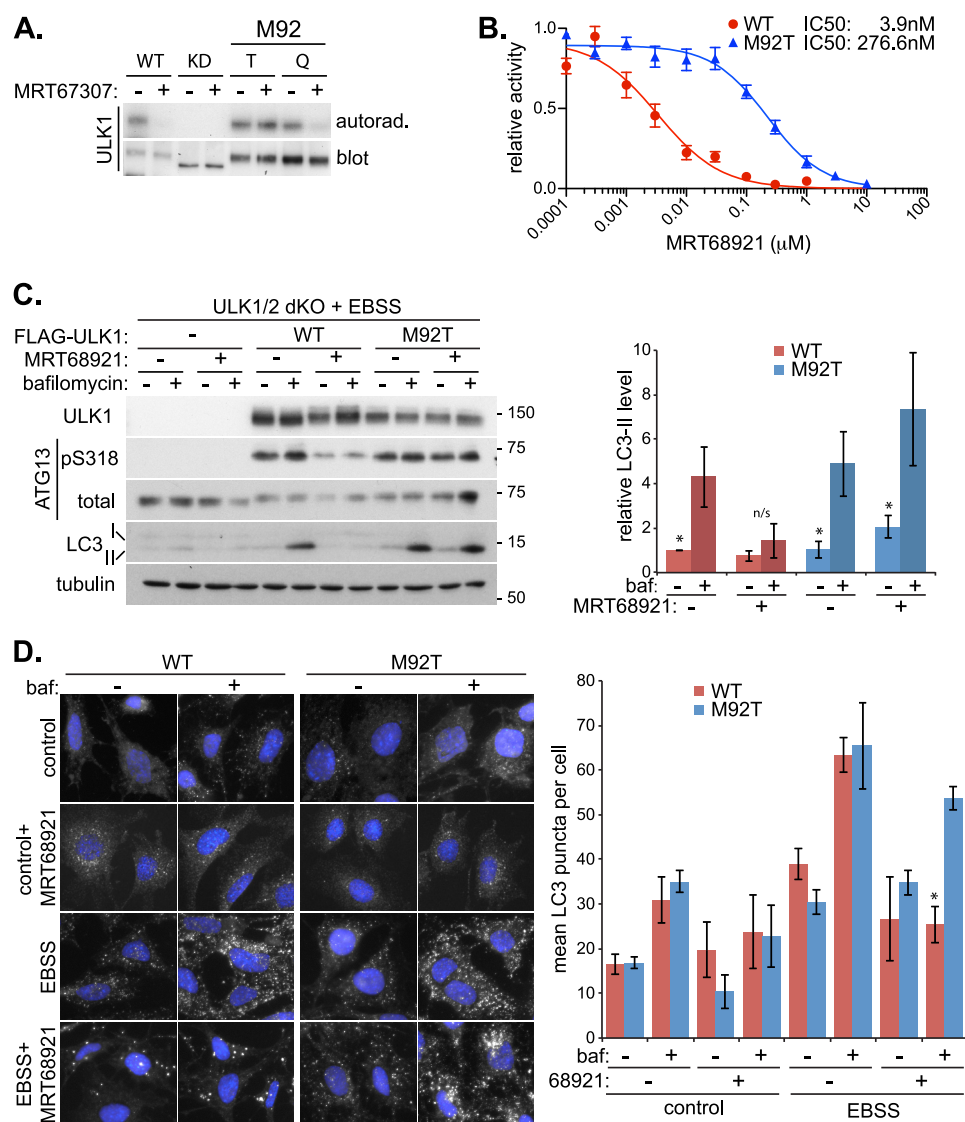 A.
M92
WT KD T Q
MRT67307: - + - + - + - +
ULK1
autorad.
blot
B.
WT IC50: 3.9nM
M92T IC50: 276.6nM
relative activity
1.0
0.5
0.0
0.0001 0.001 0.01 0.1 1 10 100
MRT68921 (μM)
C.
ULK1/2 dKO + EBSS
FLAG-ULK1: - WT M92T
MRT68921: - + - + - +
bafilomycin: - + - + - + - + - + - +
ULK1
- 150
ATG13
pS318
- 75
total
- 75
LC3
I
II
- 15
tubulin
- 50
relative LC3-II level
WT
M92T
10
8
6
4
2
0
* n/s * *
baf: - + - + - + - +
MRT68921: - + - +
D.
WT M92T
baf: - + - +
control
control+
MRT68921
EBSS
EBSS+
MRT68921
mean LC3 puncta per cell
WT
M92T
80
70
60
50
40
30
20
10
0
*
baf: - + - + - + - +
68921: - + - +
control EBSS